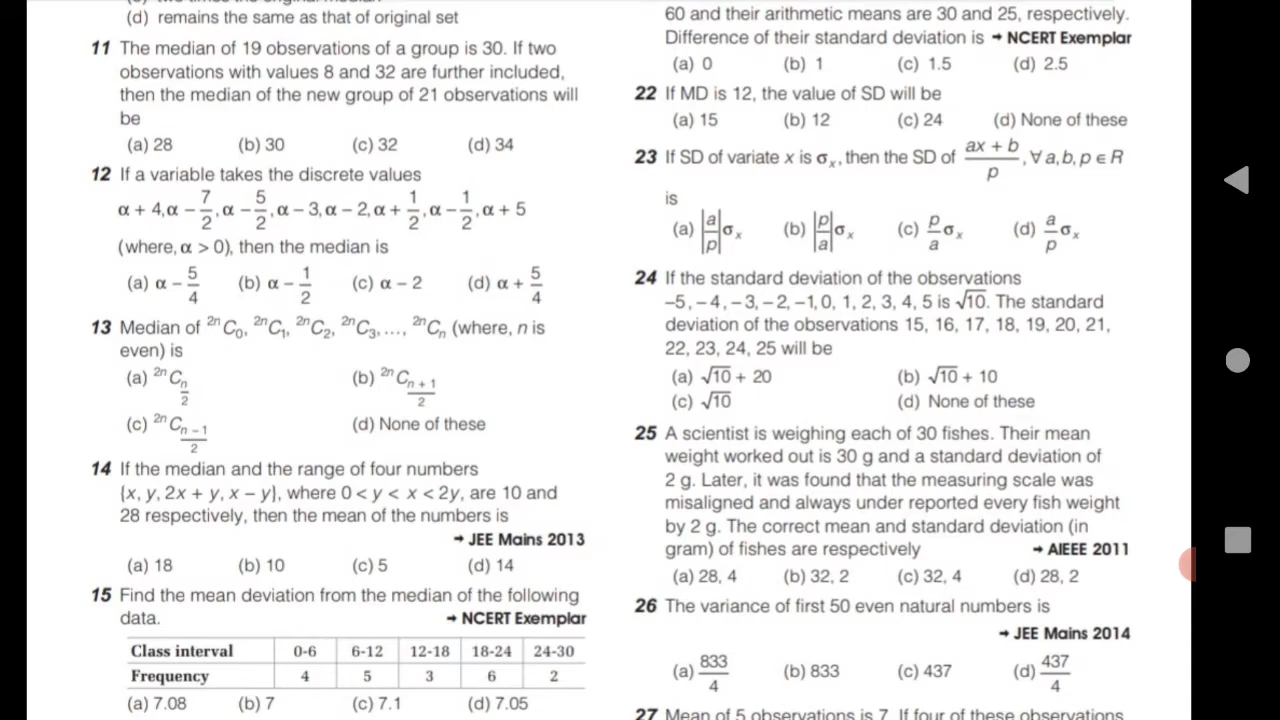 (d) remains the same as that of original set
11 The median of 19 observations of a group is 30. If two
observations with values 8 and 32 are further included,
then the median of the new group of 21 observations will
be
(a) 28 (b) 30 (c) 32 (d) 34
12 If a variable takes the discrete values
α + 4, α − 7/2, α − 5/2, α − 3, α − 2, α + 1/2, α − 1/2, α + 5
(where, α > 0), then the median is
(a) α − 5/4 (b) α − 1/2 (c) α − 2 (d) α + 5/4
13 Median of ²ⁿC₀, ²ⁿC₁, ²ⁿC₂, ²ⁿC₃, ..., ²ⁿCₙ (where, n is
even) is
(a) ²ⁿC_{n/2} (b) ²ⁿC_{(n + 1)/2}
(c) ²ⁿC_{(n − 1)/2} (d) None of these
14 If the median and the range of four numbers
{x, y, 2x + y, x − y}, where 0 < y < x < 2y, are 10 and
28 respectively, then the mean of the numbers is
→ JEE Mains 2013
(a) 18 (b) 10 (c) 5 (d) 14
15 Find the mean deviation from the median of the following
data. → NCERT Exemplar
Class interval 0-6 6-12 12-18 18-24 24-30
Frequency 4 5 3 6 2
(a) 7.08 (b) 7 (c) 7.1 (d) 7.05
60 and their arithmetic means are 30 and 25, respectively.
Difference of their standard deviation is → NCERT Exemplar
(a) 0 (b) 1 (c) 1.5 (d) 2.5
22 If MD is 12, the value of SD will be
(a) 15 (b) 12 (c) 24 (d) None of these
23 If SD of variate x is σₓ, then the SD of (ax + b)/p, ∀ a, b, p ∈ R
is
(a) |a/p| σₓ (b) |p/a| σₓ (c) p/a σₓ (d) a/p σₓ
24 If the standard deviation of the observations
−5, −4, −3, −2, −1, 0, 1, 2, 3, 4, 5 is √10. The standard
deviation of the observations 15, 16, 17, 18, 19, 20, 21,
22, 23, 24, 25 will be
(a) √10 + 20 (b) √10 + 10
(c) √10 (d) None of these
25 A scientist is weighing each of 30 fishes. Their mean
weight worked out is 30 g and a standard deviation of
2 g. Later, it was found that the measuring scale was
misaligned and always under reported every fish weight
by 2 g. The correct mean and standard deviation (in
gram) of fishes are respectively → AIEEE 2011
(a) 28, 4 (b) 32, 2 (c) 32, 4 (d) 28, 2
26 The variance of first 50 even natural numbers is
→ JEE Mains 2014
(a) 833/4 (b) 833 (c) 437 (d) 437/4
27 Mean of 5 observations is 7. If four of these observations